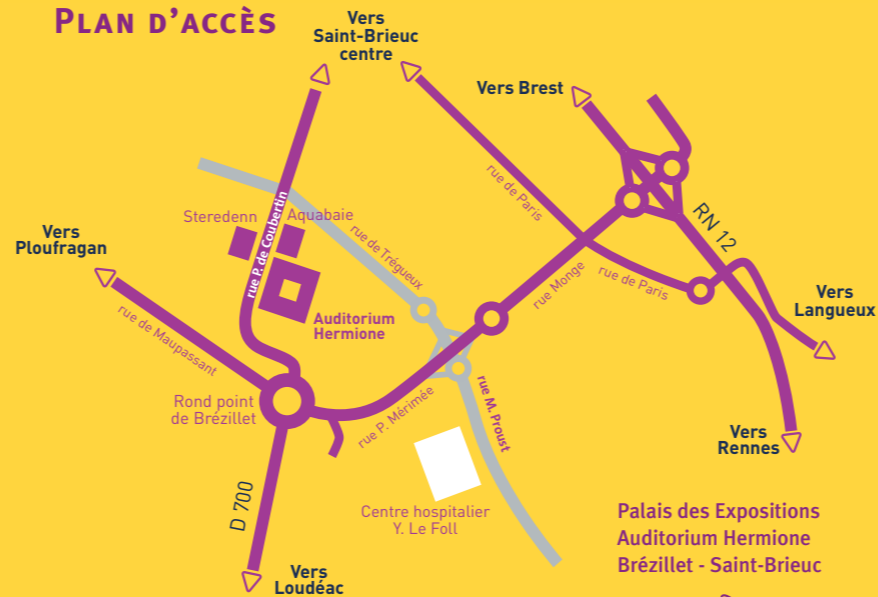 PLAN D'ACCÈS
Vers
Saint-Brieuc
centre
Vers Brest
rue de Paris
RN 12
Steredenn
Aquabaie
rue P. de Coubertin
rue de Trégueux
Vers
Ploufragan
rue de Maupassant
Auditorium
Hermione
rue Monge
rue de Paris
Vers
Langueux
Rond point
de Brézillet
rue P. Mérimée
rue M. Proust
Vers
Rennes
D 700
Centre hospitalier
Y. Le Foll
Vers
Loudéac
Palais des Expositions
Auditorium Hermione
Brézillet - Saint-Brieuc